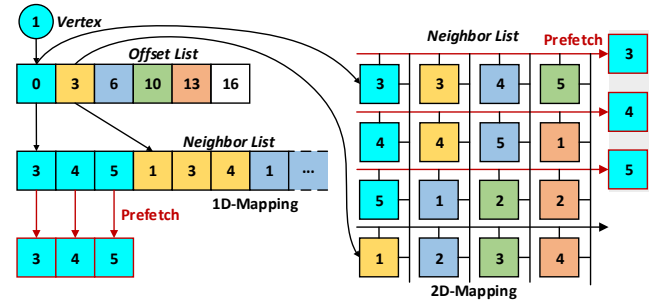 1 Vertex
Offset List
0 3 6 10 13 16
Neighbor List
3 4 5 1 3 4 1 ...
1D-Mapping
Prefetch
3 4 5
Neighbor List
Prefetch 3
3 3 4 5
4
4 4 5 1
5
5 1 2 2
1 2 3 4
2D-Mapping